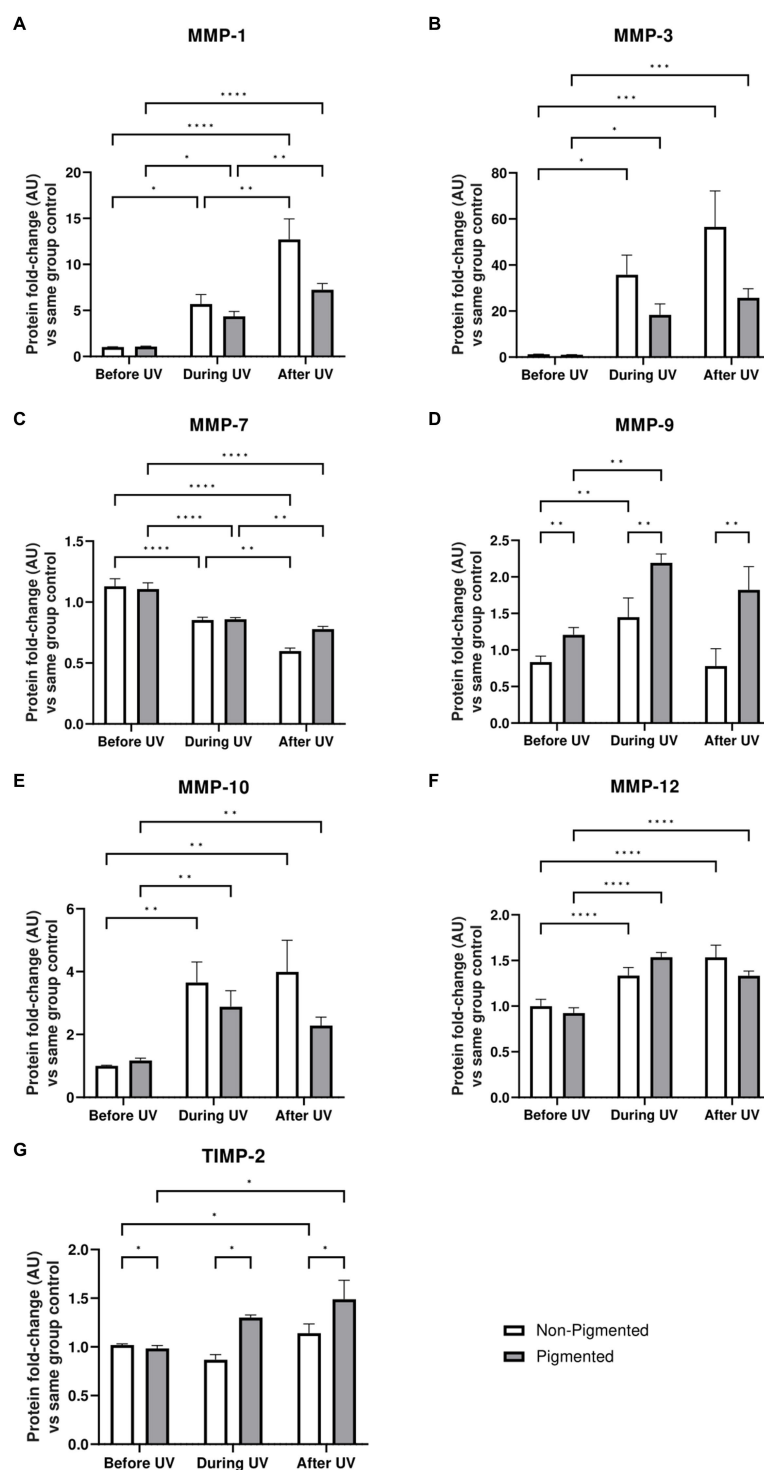 A
MMP-1
Protein fold-change (AU)
vs same group control
* * * *
* * * *
* * *
* * *
20
15
10
5
0
Before UV During UV After UV
B
MMP-3
Protein fold-change (AU)
vs same group control
* * *
* * *
*
*
80
60
40
20
0
Before UV During UV After UV
C
MMP-7
Protein fold-change (AU)
vs same group control
* * * *
* * * *
* * * * * *
* * * * * *
1.5
1.0
0.5
0.0
Before UV During UV After UV
D
MMP-9
Protein fold-change (AU)
vs same group control
* *
* *
* * * * * *
2.5
2.0
1.5
1.0
0.5
0.0
Before UV During UV After UV
E
MMP-10
Protein fold-change (AU)
vs same group control
* *
* *
* *
* *
6
4
2
0
Before UV During UV After UV
F
MMP-12
Protein fold-change (AU)
vs same group control
* * * *
* * * *
* * * *
* * * *
2.0
1.5
1.0
0.5
0.0
Before UV During UV After UV
G
TIMP-2
Protein fold-change (AU)
vs same group control
*
*
* * *
2.0
1.5
1.0
0.5
0.0
Before UV During UV After UV
Non-Pigmented
Pigmented